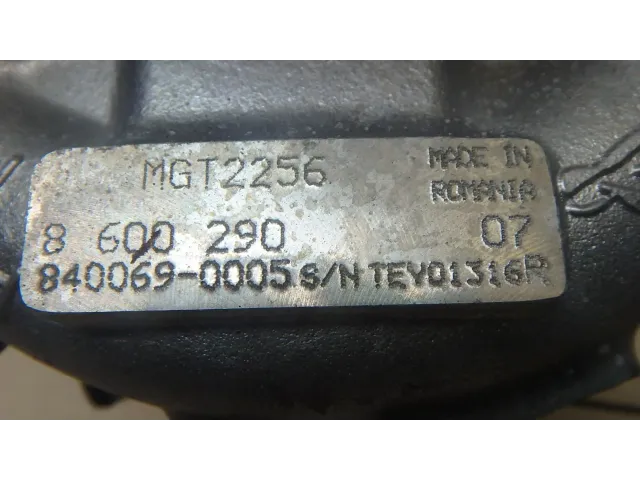 MGT2256
MADE IN
ROMANIA
8 600 290 07
840069-0005 S/N TEY01316R